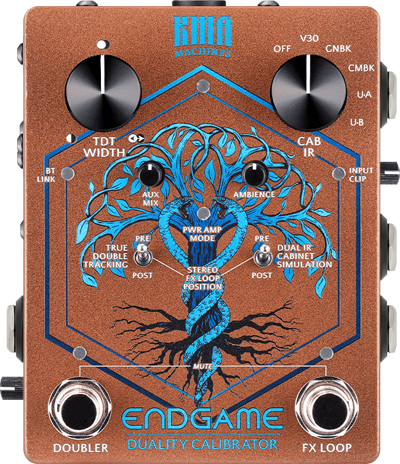 KMA
MACHINES
V30
OFF
GNBK
CMBK
U-A
U-B
TDT
WIDTH
CAB
IR
BT
LINK
INPUT
CLIP
AUX
MIX
AMBIENCE
PWR AMP
MODE
PRE
PRE
TRUE
DOUBLE
TRACKING
DUAL IR
CABINET
SIMULATION
POST
POST
STEREO
FX LOOP
POSITION
MUTE
ENDGAME
DUALITY CALIBRATOR
DOUBLER
FX LOOP